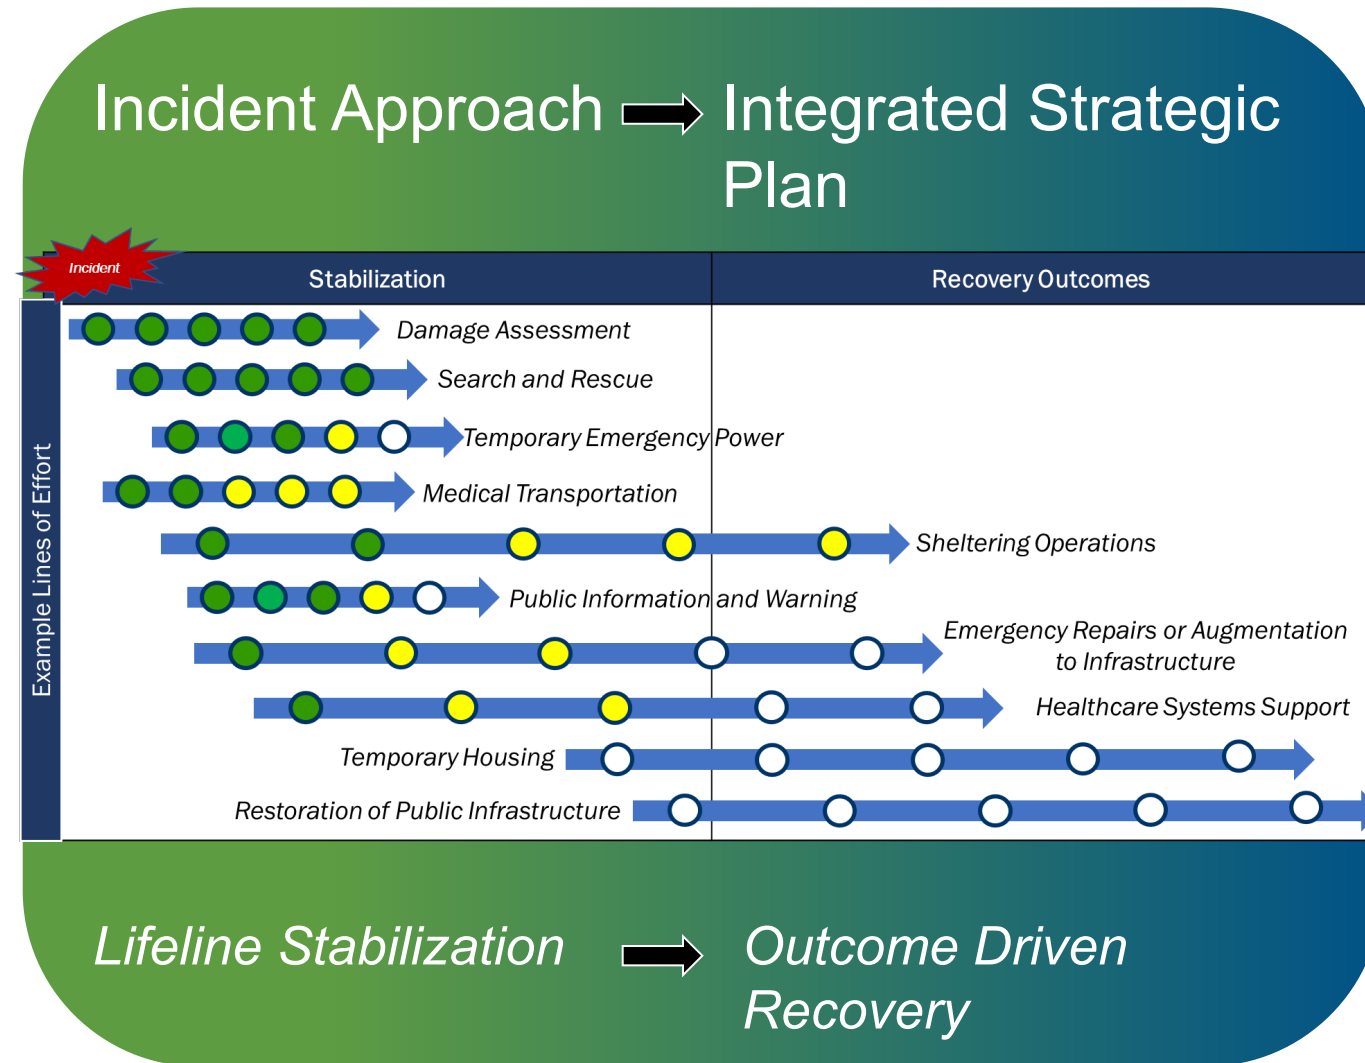 Incident Approach
Integrated Strategic
Plan
Incident
Stabilization
Recovery Outcomes
Example Lines of Effort
Damage Assessment
Search and Rescue
Temporary Emergency Power
Medical Transportation
Sheltering Operations
Public Information and Warning
Emergency Repairs or Augmentation
to Infrastructure
Healthcare Systems Support
Temporary Housing
Restoration of Public Infrastructure
Lifeline Stabilization
Outcome Driven
Recovery